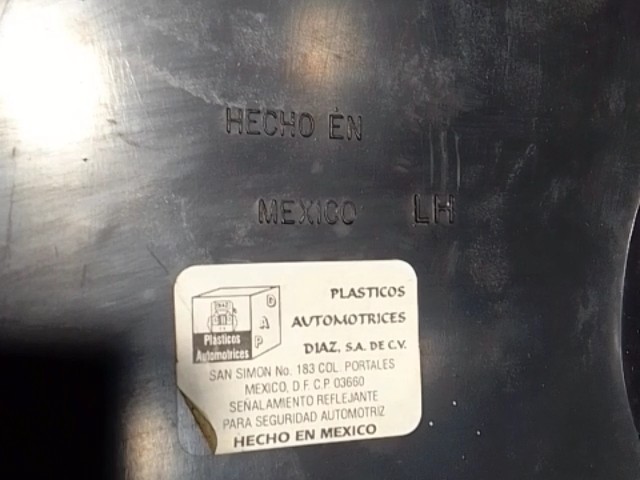 HECHO EN
MEXICO LH
D
A
P
Plásticos
Automotrices
PLASTICOS
AUTOMOTRICES
DIAZ, S.A. DE C.V.
SAN SIMON No. 183 COL. PORTALES
MEXICO, D.F. C.P. 03660
SEÑALAMIENTO REFLEJANTE
PARA SEGURIDAD AUTOMOTRIZ
HECHO EN MEXICO